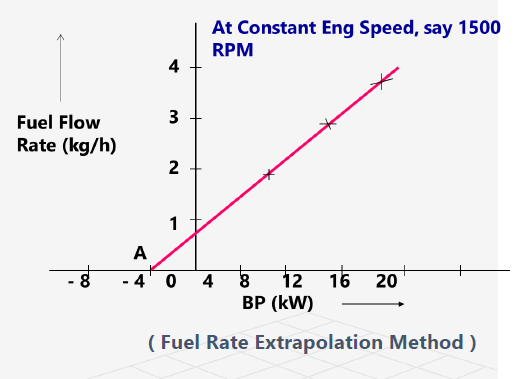 At Constant Eng Speed, say 1500
RPM
4
3
Fuel Flow
Rate (kg/h)
2
1
A
- 8 - 4 0 4 8 12 16 20
BP (kW)
( Fuel Rate Extrapolation Method )